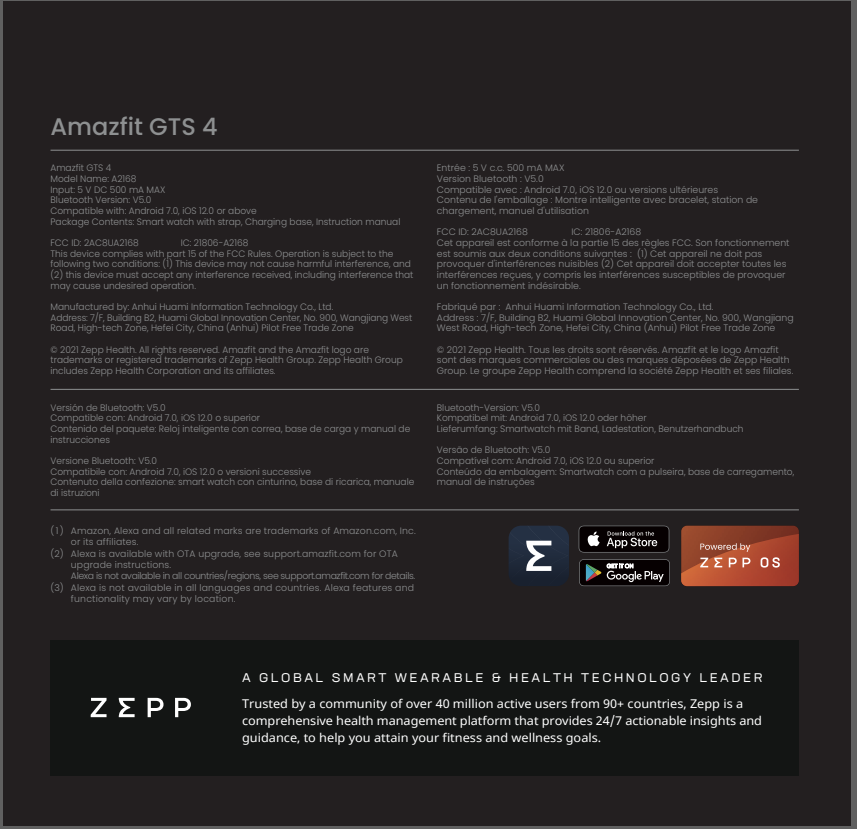 Amazfit GTS 4
Amazfit GTS 4
Model Name: A2168
Input: 5 V DC 500 mA MAX
Bluetooth Version: V5.0
Compatible with: Android 7.0, iOS 12.0 or above
Package Contents: Smart watch with strap, Charging base, Instruction manual
FCC ID: 2AC8UA2168 IC: 21806-A2168
This device complies with part 15 of the FCC Rules. Operation is subject to the
following two conditions: (1) This device may not cause harmful interference, and
(2) this device must accept any interference received, including interference that
may cause undesired operation.
Manufactured by: Anhui Huami Information Technology Co., Ltd.
Address: 7/F, Building B2, Huami Global Innovation Center, No. 900, Wangjiang West
Road, High-tech Zone, Hefei City, China (Anhui) Pilot Free Trade Zone
© 2021 Zepp Health. All rights reserved. Amazfit and the Amazfit logo are
trademarks or registered trademarks of Zepp Health Group. Zepp Health Group
includes Zepp Health Corporation and its affiliates.
Entrée : 5 V c.c. 500 mA MAX
Version Bluetooth : V5.0
Compatible avec : Android 7.0, iOS 12.0 ou versions ultérieures
Contenu de l'emballage : Montre intelligente avec bracelet, station de
chargement, manuel d'utilisation
FCC ID: 2AC8UA2168 IC: 21806-A2168
Cet appareil est conforme à la partie 15 des règles FCC. Son fonctionnement
est soumis aux deux conditions suivantes : (1) Cet appareil ne doit pas
provoquer d'interférences nuisibles (2) Cet appareil doit accepter toutes les
interférences reçues, y compris les interférences susceptibles de provoquer
un fonctionnement indésirable.
Fabriqué par : Anhui Huami Information Technology Co., Ltd.
Address : 7/F, Building B2, Huami Global Innovation Center, No. 900, Wangjiang
West Road, High-tech Zone, Hefei City, China (Anhui) Pilot Free Trade Zone
© 2021 Zepp Health. Tous les droits sont réservés. Amazfit et le logo Amazfit
sont des marques commerciales ou des marques déposées de Zepp Health
Group. Le groupe Zepp Health comprend la société Zepp Health et ses filiales.
Versión de Bluetooth: V5.0
Compatible con: Android 7.0, iOS 12.0 o superior
Contenido del paquete: Reloj inteligente con correa, base de carga y manual de
instrucciones
Versione Bluetooth: V5.0
Compatibile con: Android 7.0, iOS 12.0 o versioni successive
Contenuto della confezione: smart watch con cinturino, base di ricarica, manuale
di istruzioni
Bluetooth-Version: V5.0
Kompatibel mit: Android 7.0, iOS 12.0 oder höher
Lieferumfang: Smartwatch mit Band, Ladestation, Benutzerhandbuch
Versão de Bluetooth: V5.0
Compatível com: Android 7.0, iOS 12.0 ou superior
Conteúdo da embalagem: Smartwatch com a pulseira, base de carregamento,
manual de instruções
(1) Amazon, Alexa and all related marks are trademarks of Amazon.com, Inc.
or its affiliates.
(2) Alexa is available with OTA upgrade, see support.amazfit.com for OTA
upgrade instructions.
Alexa is not available in all countries/regions, see support.amazfit.com for details.
(3) Alexa is not available in all languages and countries. Alexa features and
functionality may vary by location.
Download on the
App Store
GET IT ON
Google Play
Powered by
ZEPP OS
ZEPP
A GLOBAL SMART WEARABLE & HEALTH TECHNOLOGY LEADER
Trusted by a community of over 40 million active users from 90+ countries, Zepp is a
comprehensive health management platform that provides 24/7 actionable insights and
guidance, to help you attain your fitness and wellness goals.